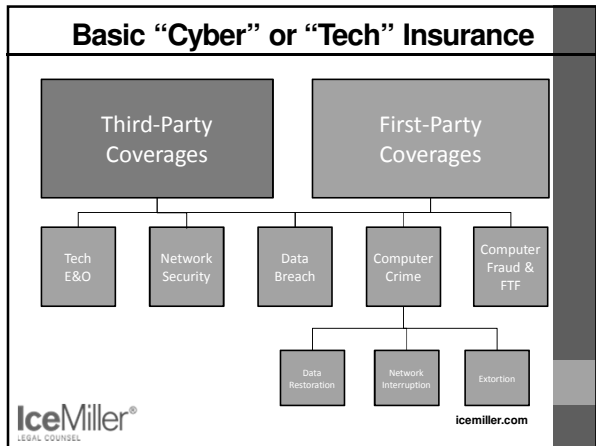 Basic “Cyber” or “Tech” Insurance
Third-Party
Coverages
First-Party
Coverages
Tech
E&O
Network
Security
Data
Breach
Computer
Crime
Computer
Fraud &
FTF
Data
Restoration
Network
Interruption
Extortion
IceMiller®
LEGAL COUNSEL
icemiller.com